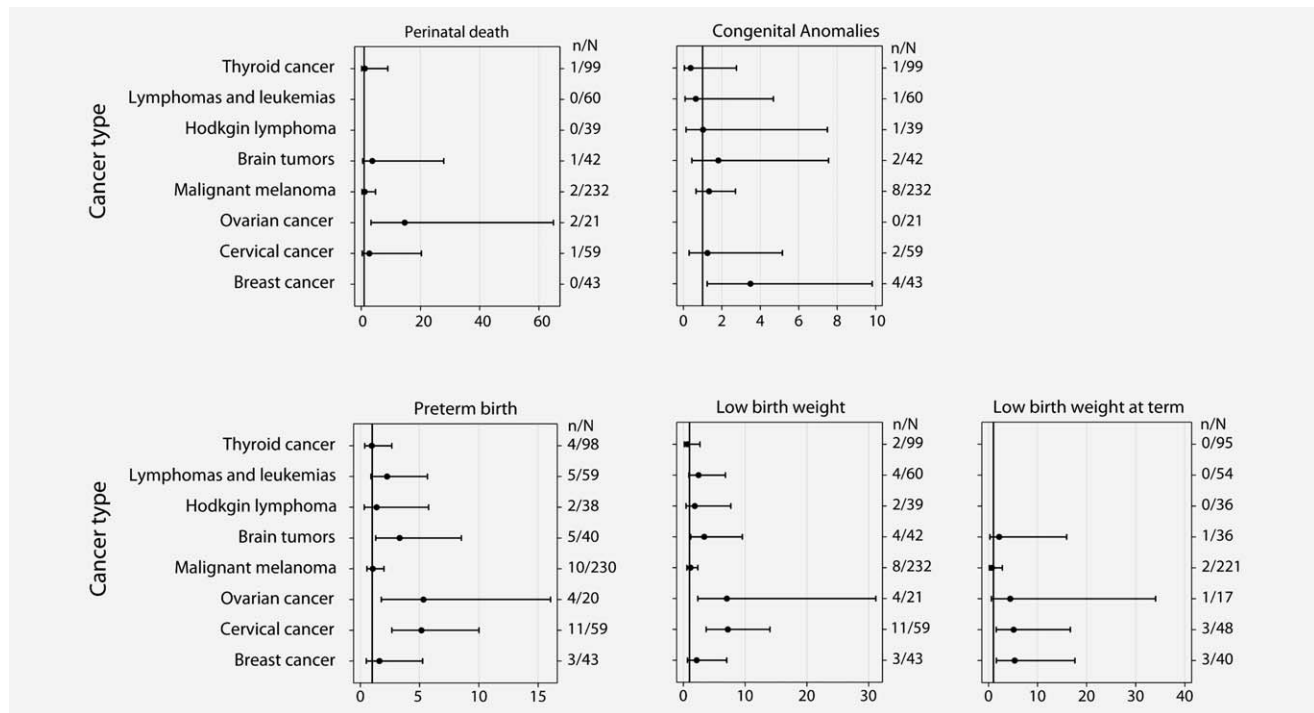 Perinatal death
n/N
Thyroid cancer 1/99
Lymphomas and leukemias 0/60
Hodkgin lymphoma 0/39
Brain tumors 1/42
Malignant melanoma 2/232
Ovarian cancer 2/21
Cervical cancer 1/59
Breast cancer 0/43
Cancer type
0 20 40 60
Congenital Anomalies
n/N
1/99
1/60
1/39
2/42
8/232
0/21
2/59
4/43
0 2 4 6 8 10
Preterm birth
n/N
Thyroid cancer 4/98
Lymphomas and leukemias 5/59
Hodkgin lymphoma 2/38
Brain tumors 5/40
Malignant melanoma 10/230
Ovarian cancer 4/20
Cervical cancer 11/59
Breast cancer 3/43
Cancer type
0 5 10 15
Low birth weight
n/N
2/99
4/60
2/39
4/42
8/232
4/21
11/59
3/43
0 10 20 30
Low birth weight at term
n/N
0/95
0/54
0/36
1/36
2/221
1/17
3/48
3/40
0 10 20 30 40